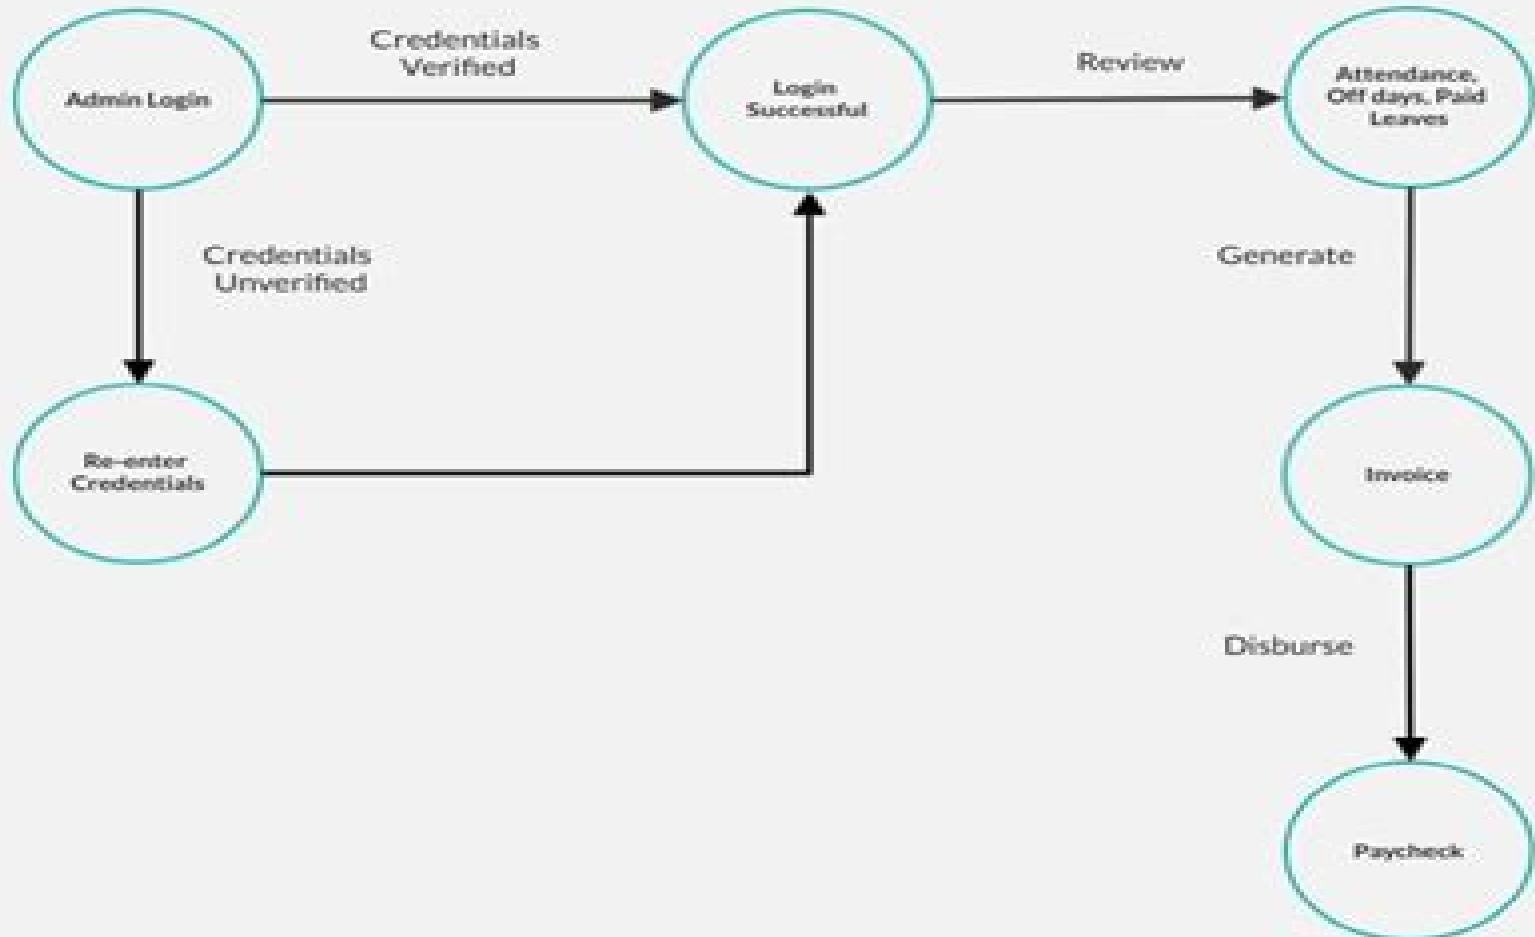 Admin Login
Credentials
Verified
Login
Successful
Review
Attendance,
Off days, Paid
Leaves
Credentials
Unverified
Generate
Re-enter
Credentials
Invoice
Disburse
Paycheck